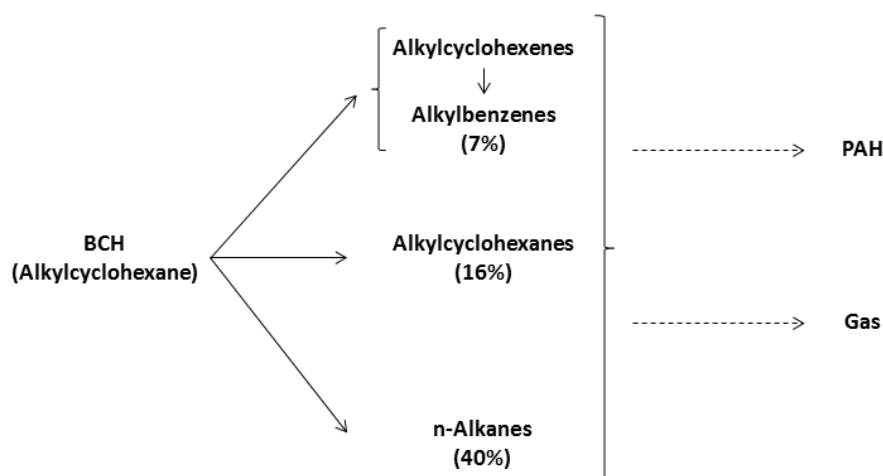 Alkylcyclohexenes
Alkylbenzenes
(7%)
PAH
BCH
(Alkylcyclohexane)
Alkylcyclohexanes
(16%)
Gas
n-Alkanes
(40%)